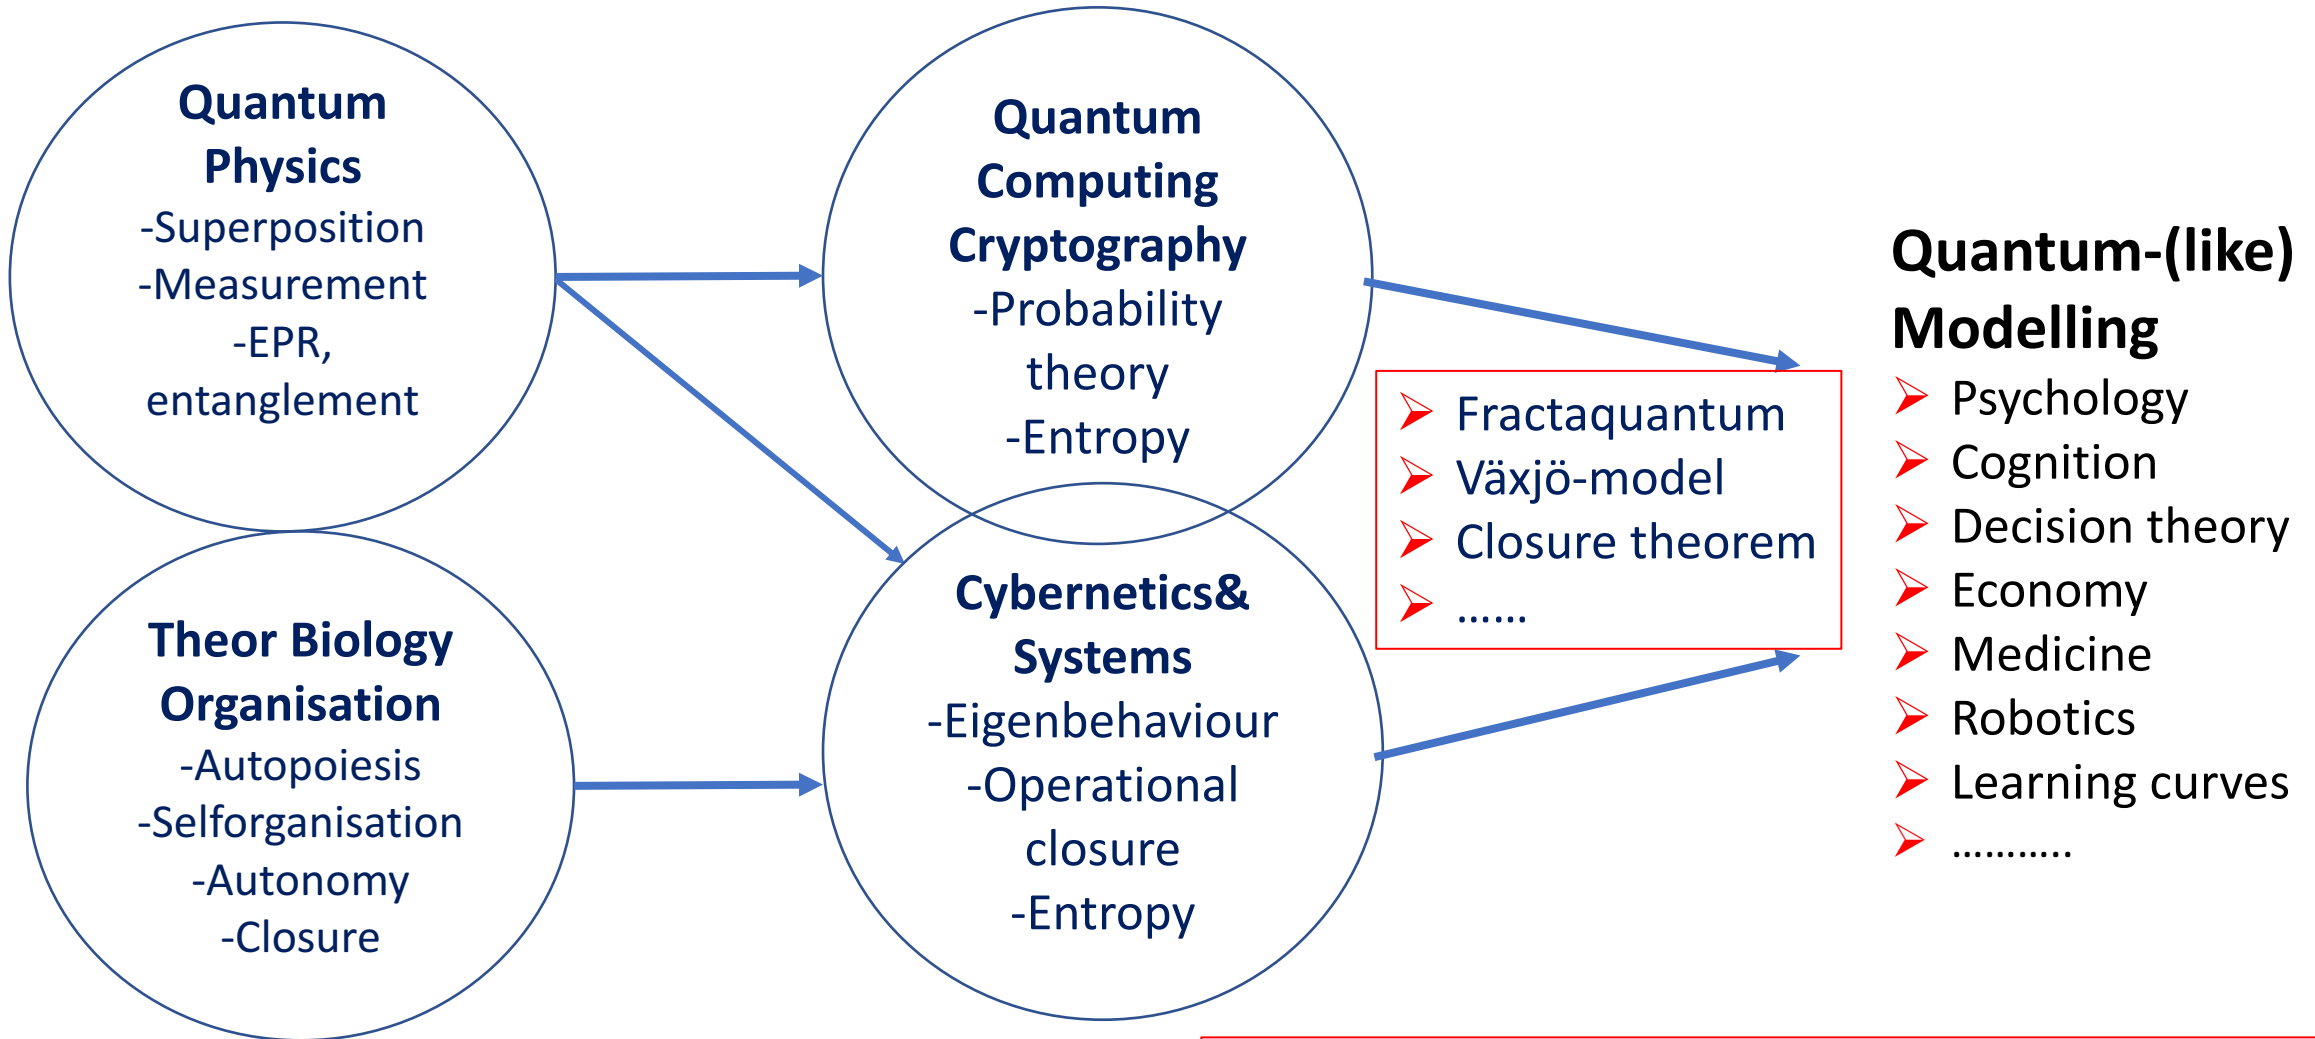 Quantum
Physics
-Superposition
-Measurement
-EPR,
entanglement
Theor Biology
Organisation
-Autopoiesis
-Selforganisation
-Autonomy
-Closure
Quantum
Computing
Cryptography
-Probability
theory
-Entropy
Cybernetics&
Systems
-Eigenbehaviour
-Operational
closure
-Entropy
Fractaquantum
Växjö-model
Closure theorem
......
Quantum-(like)
Modelling
Psychology
Cognition
Decision theory
Economy
Medicine
Robotics
Learning curves
...........